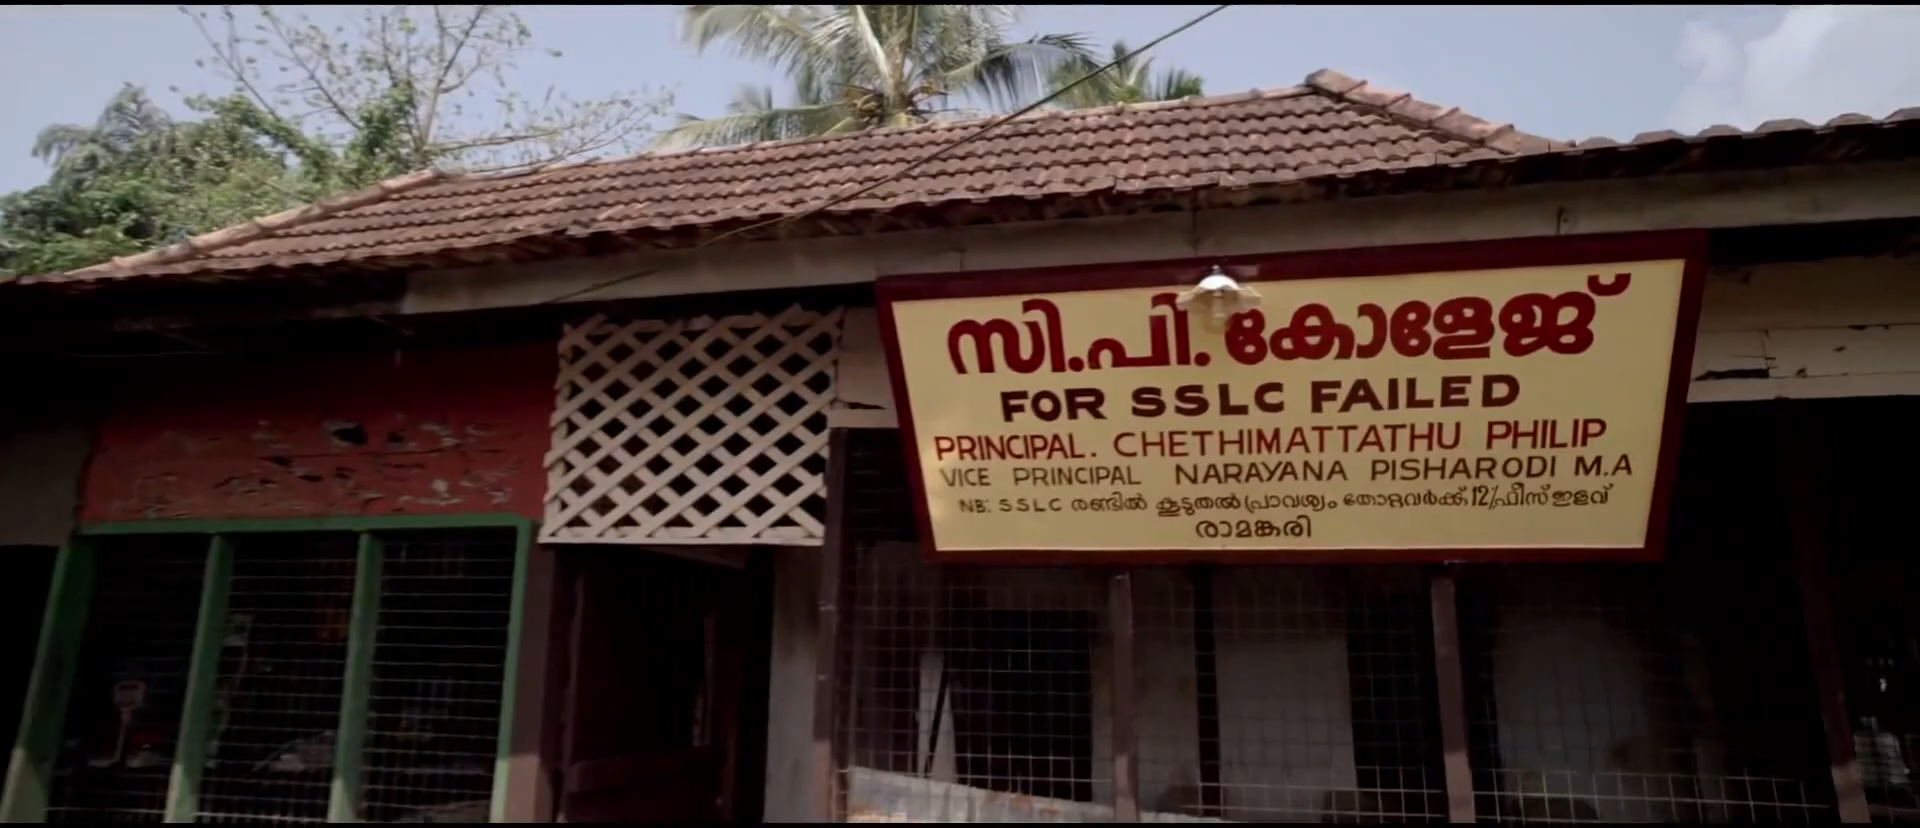 സി.പി. കോളേജ്
FOR SSLC FAILED
PRINCIPAL. CHETHIMATTATHU PHILIP
VICE PRINCIPAL NARAYANA PISHARODI M.A
NB: SSLC രണ്ടിൽ കൂടുതൽ പ്രാവശ്യം തോറ്റവർക്ക് 12% ഫീസ് ഇളവ്
രാമങ്കരി